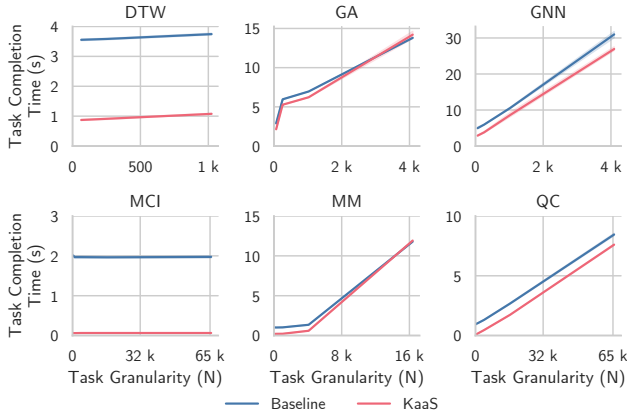 DTW GA GNN
Task Completion
Time (s)
4
3
2
1
0
15
10
5
0
30
20
10
0
0 500 1 k
0 2 k 4 k
0 2 k 4 k
MCI MM QC
Task Completion
Time (s)
3
2
1
0
15
10
5
0
10
5
0
0 32 k 65 k
0 8 k 16 k
0 32 k 65 k
Task Granularity (N) Task Granularity (N) Task Granularity (N)
Baseline KaaS